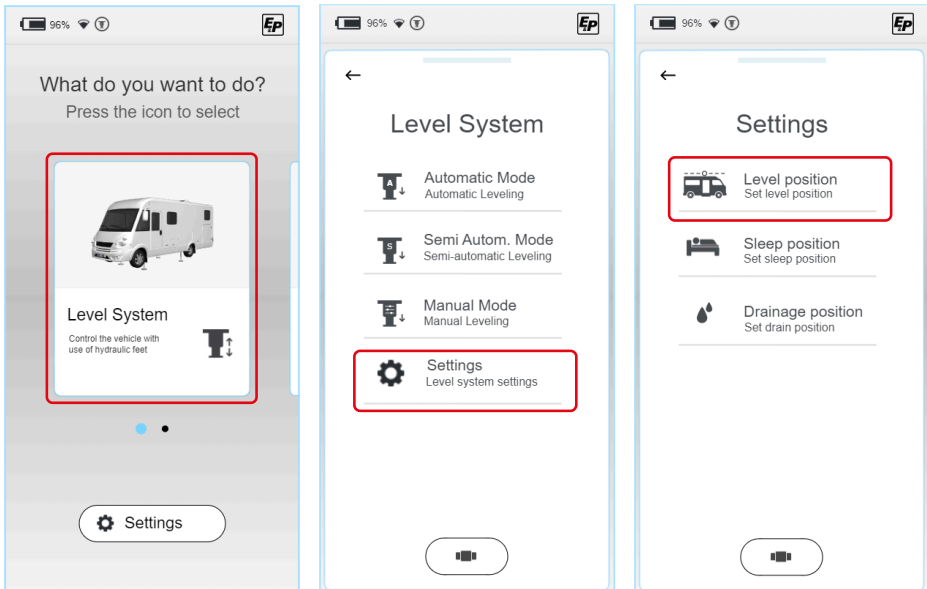 96%
E&P
What do you want to do?
Press the icon to select
Level System
Control the vehicle with
use of hydraulic feet
Settings
96%
E&P
Level System
A
Automatic Mode
Automatic Leveling
S
Semi Autom. Mode
Semi-automatic Leveling
Manual Mode
Manual Leveling
Settings
Level system settings
96%
E&P
Settings
Level position
Set level position
Sleep position
Set sleep position
Drainage position
Set drain position